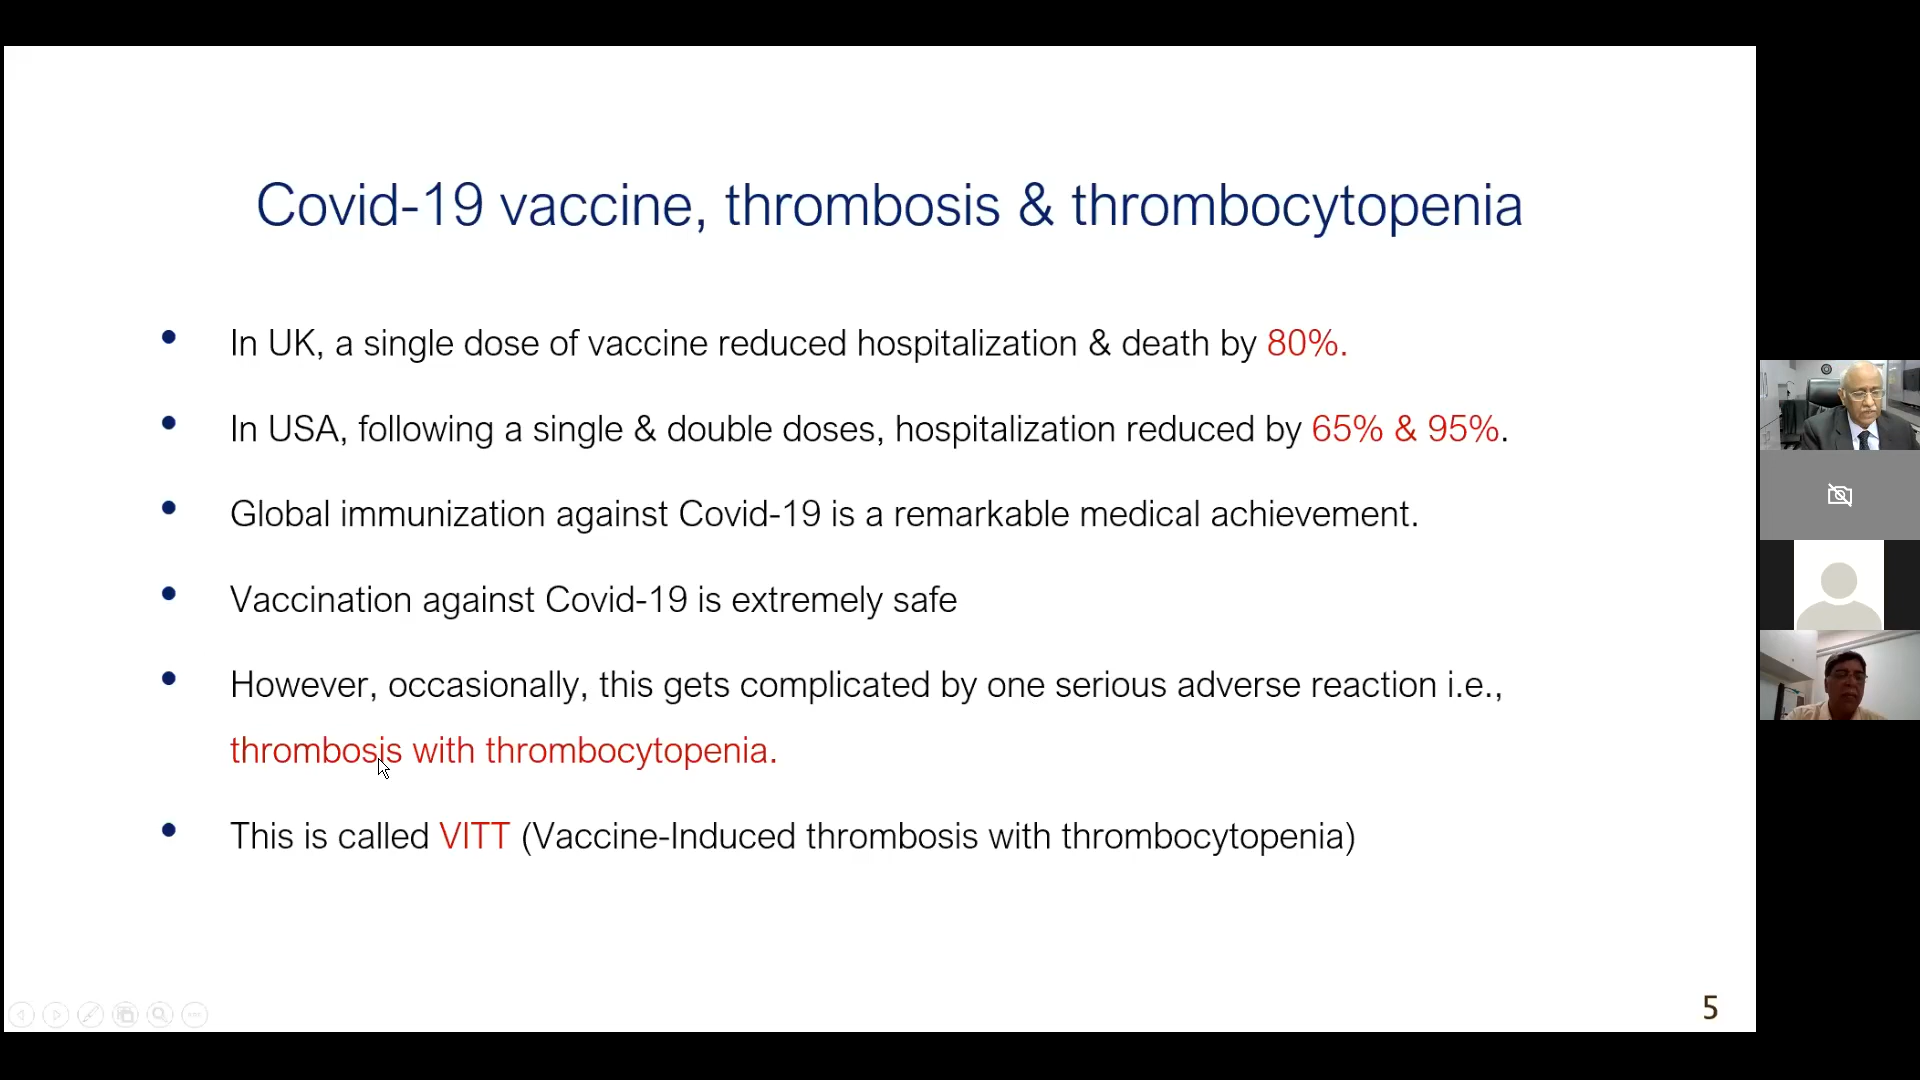 Covid-19 vaccine, thrombosis & thrombocytopenia
In UK, a single dose of vaccine reduced hospitalization & death by 80%.
In USA, following a single & double doses, hospitalization reduced by 65% & 95%.
Global immunization against Covid-19 is a remarkable medical achievement.
Vaccination against Covid-19 is extremely safe
However, occasionally, this gets complicated by one serious adverse reaction i.e.,
thrombosis with thrombocytopenia.
This is called VITT (Vaccine-Induced thrombosis with thrombocytopenia)
5